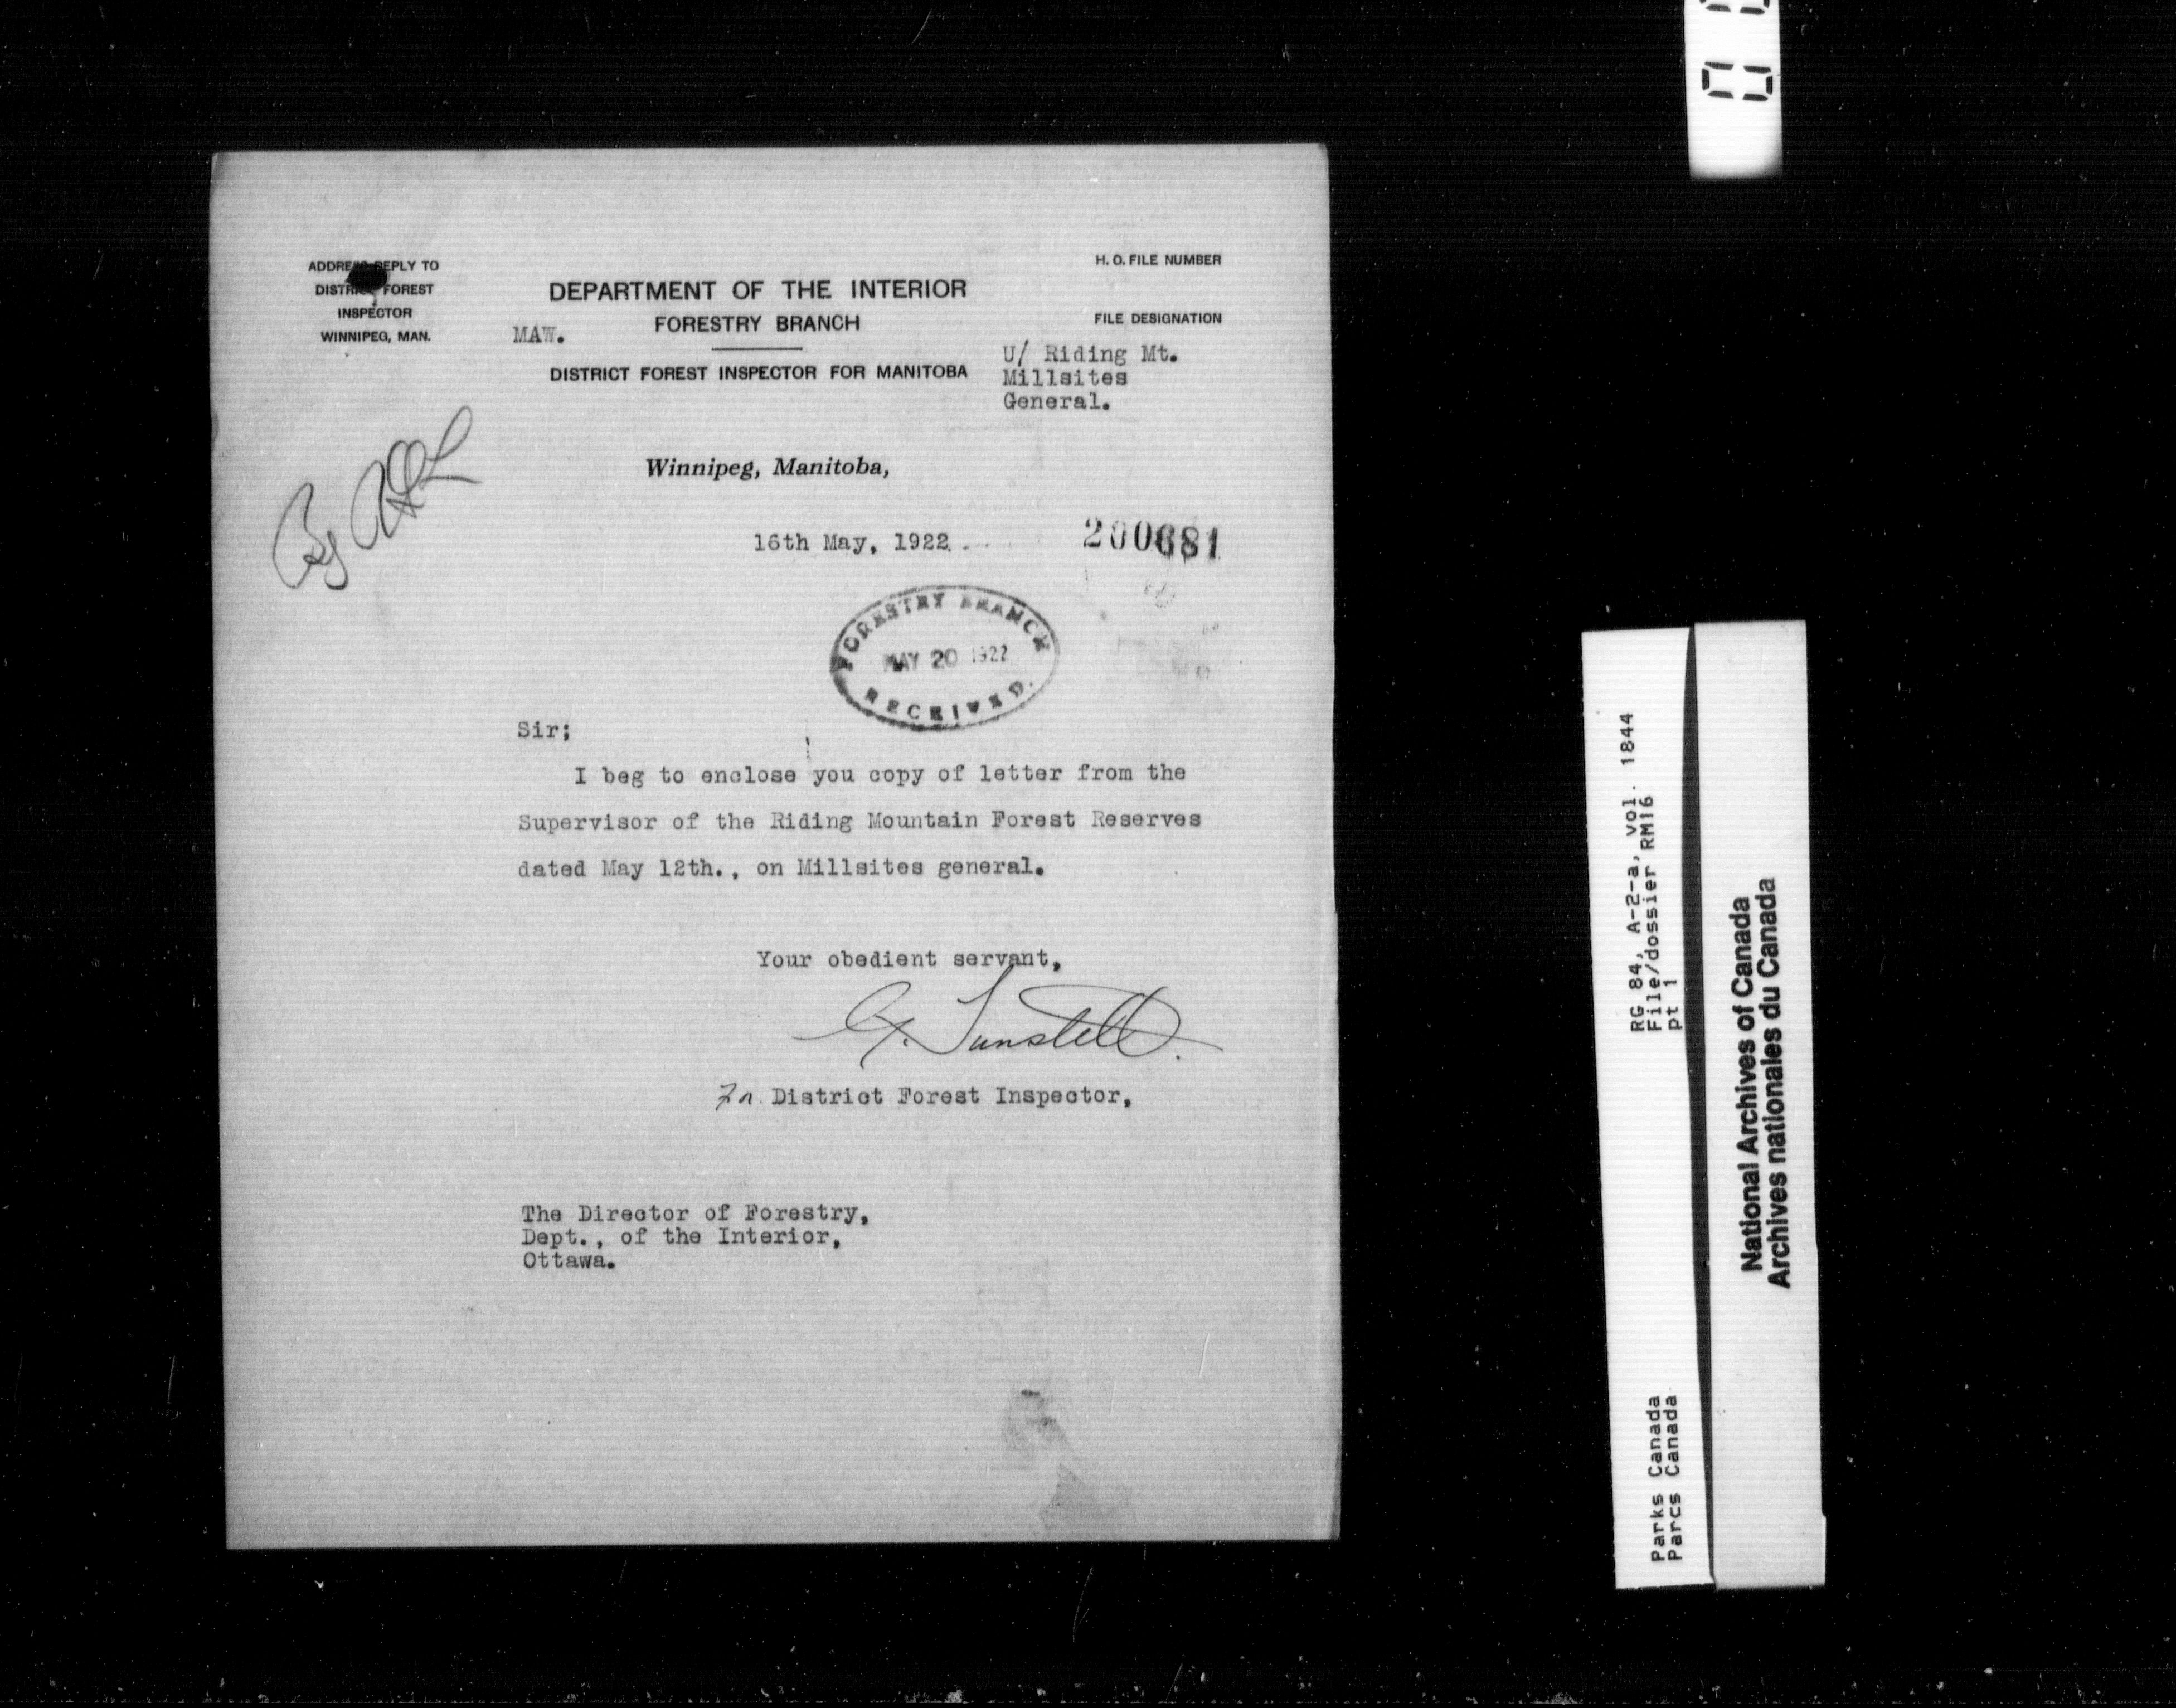 ADDRESS REPLY TO
DISTRICT FOREST
INSPECTOR
WINNIPEG, MAN.
H. O. FILE NUMBER
DEPARTMENT OF THE INTERIOR
FORESTRY BRANCH
MAW.
DISTRICT FOREST INSPECTOR FOR MANITOBA
FILE DESIGNATION
U/ Riding Mt.
Millsites
General.
Winnipeg, Manitoba,
16th May, 1922
200681
FORESTRY BRANCH
MAY 20 1922
RECEIVED.
Sir;
I beg to enclose you copy of letter from the
Supervisor of the Riding Mountain Forest Reserves
dated May 12th., on Millsites general.
Your obedient servant,
G. Tunstell.
District Forest Inspector,
The Director of Forestry,
Dept., of the Interior,
Ottawa.
RG 84, A-2-a, vol. 1844
File/dossier RM16
pt 1
Parks Canada
Parcs Canada
National Archives of Canada
Archives nationales du Canada